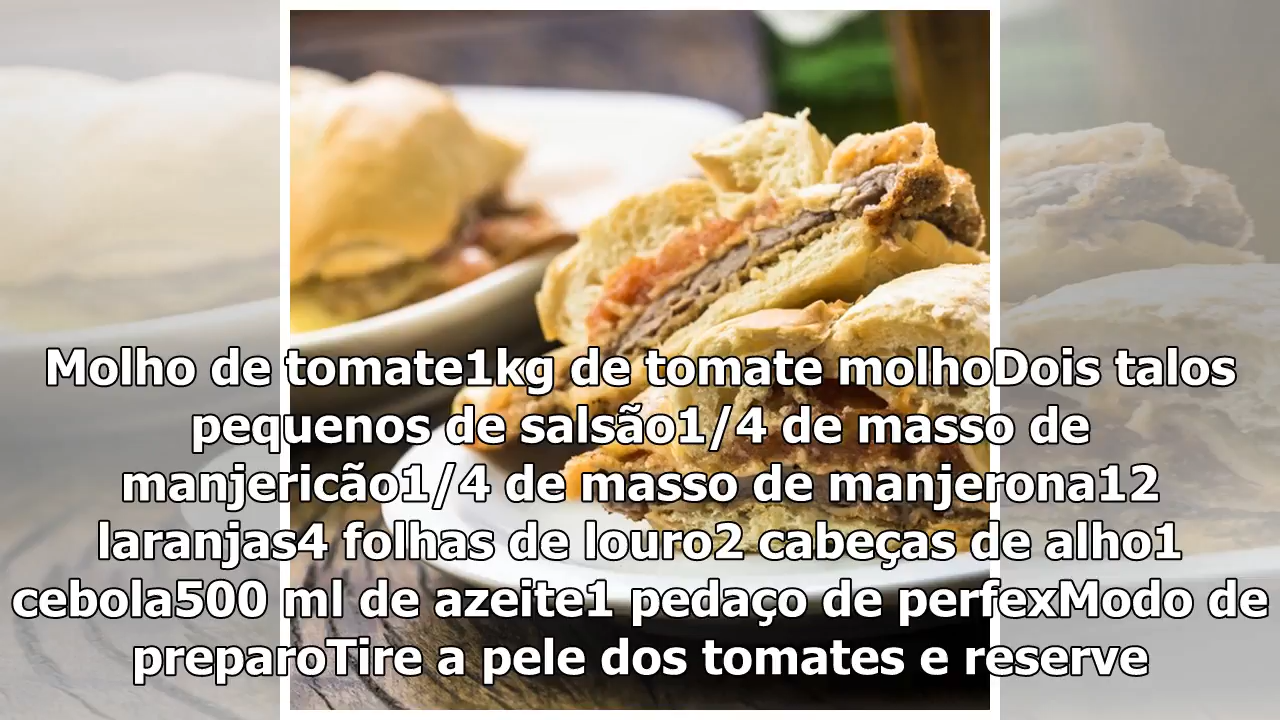 Molho de tomate1kg de tomate molhoDois talos
pequenos de salsão1/4 de masso de
manjericão1/4 de masso de manjerona12
laranjas4 folhas de louro2 cabeças de alho1
cebola500 ml de azeite1 pedaço de perfexModo de
preparoTire a pele dos tomates e reserve